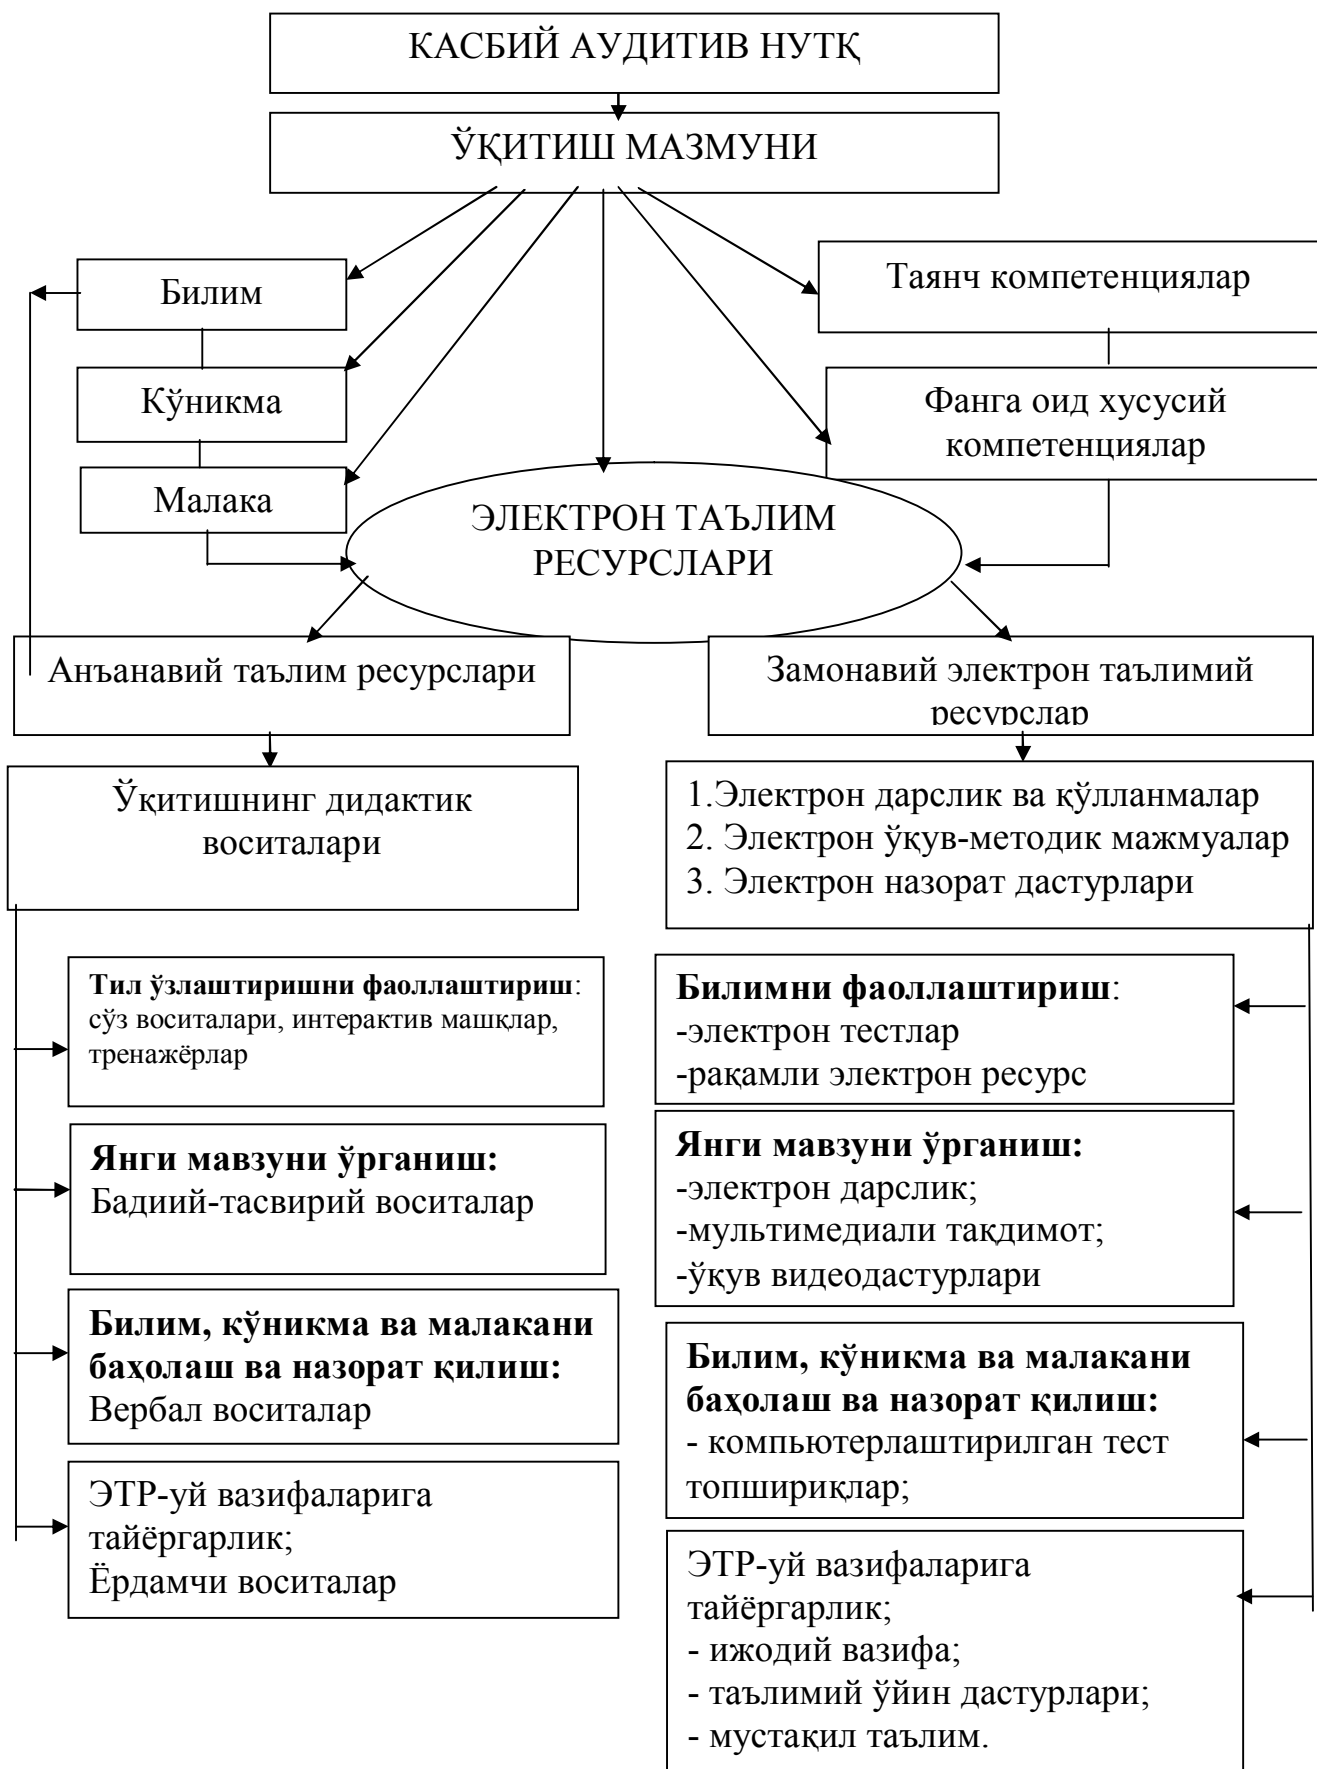 КАСБИЙ АУДИТИВ НУТҚ
ЎҚИТИШ МАЗМУНИ
Билим
Кўникма
Малака
Таянч компетенциялар
Фанга оид хусусий
компетенциялар
ЭЛЕКТРОН ТАЪЛИМ
РЕСУРСЛАРИ
Анъанавий таълим ресурслари
Ўқитишнинг дидактик
воситалари
Тил ўзлаштиришни фаоллаштириш:
сўз воситалари, интерактив машқлар,
тренажёрлар
Янги мавзуни ўрганиш:
Бадиий-тасвирий воситалар
Билим, кўникма ва малакани
баҳолаш ва назорат қилиш:
Вербал воситалар
ЭТР-уй вазифаларига
тайёргарлик;
Ёрдамчи воситалар
Замонавий электрон таълимий
ресурслар
1.Электрон дарслик ва қўлланмалар
2. Электрон ўқув-методик мажмуалар
3. Электрон назорат дастурлари
Билимни фаоллаштириш:
-электрон тестлар
-рақамли электрон ресурс
Янги мавзуни ўрганиш:
-электрон дарслик;
-мультимедиали тақдимот;
-ўқув видеодастурлари
Билим, кўникма ва малакани
баҳолаш ва назорат қилиш:
- компьютерлаштирилган тест
топшириқлар;
ЭТР-уй вазифаларига
тайёргарлик;
- ижодий вазифа;
- таълимий ўйин дастурлари;
- мустақил таълим.